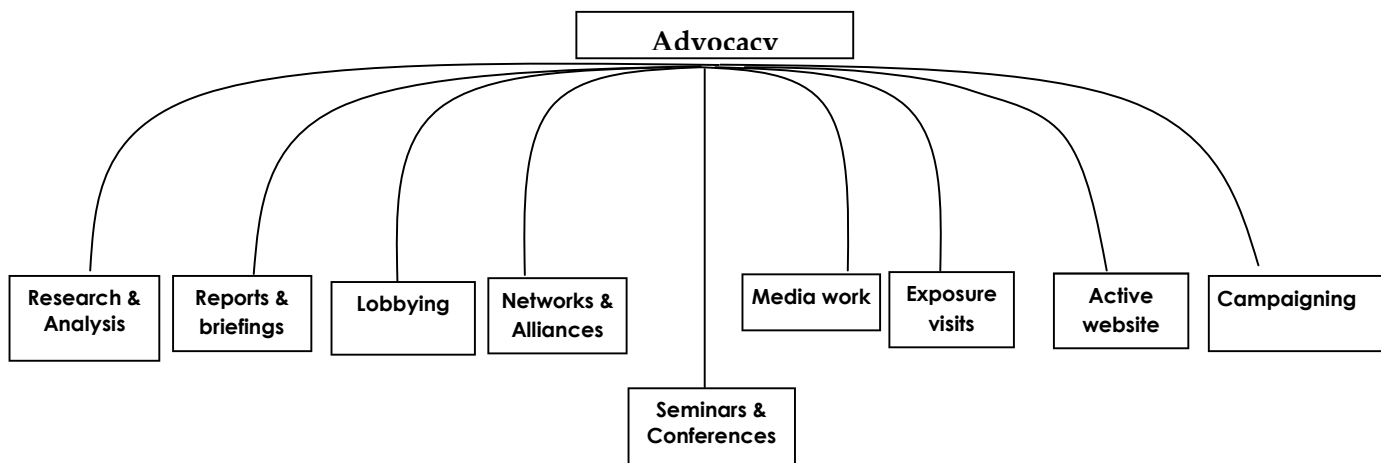 Advocacy
Research &
Analysis
Reports &
briefings
Lobbying
Networks &
Alliances
Media work
Exposure
visits
Active
website
Campaigning
Seminars &
Conferences